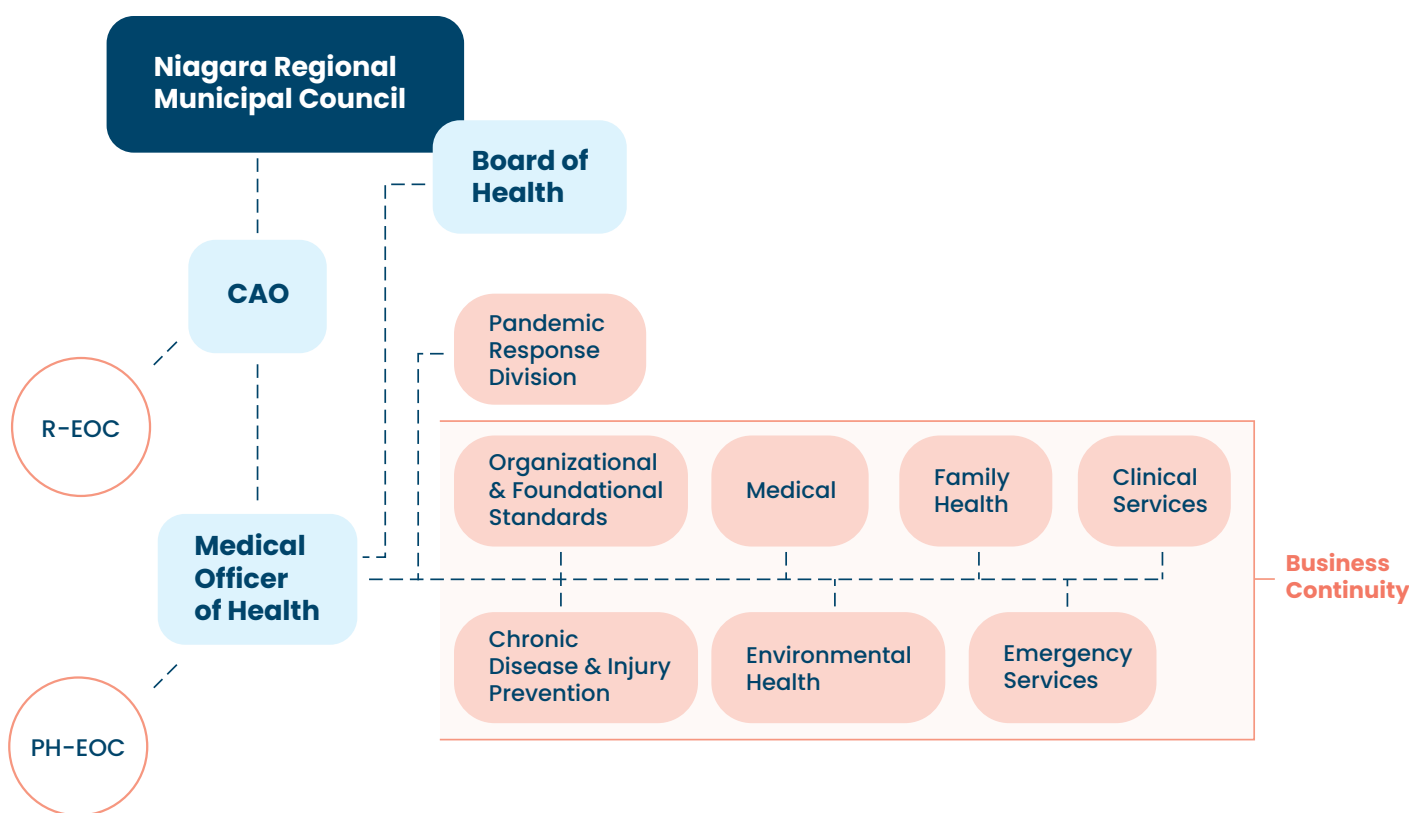 Niagara Regional
Municipal Council
Board of
Health
CAO
Pandemic
Response
Division
R-EOC
Organizational
& Foundational
Standards
Medical
Family
Health
Clinical
Services
Medical
Officer
of Health
Business
Continuity
Chronic
Disease & Injury
Prevention
Environmental
Health
Emergency
Services
PH-EOC